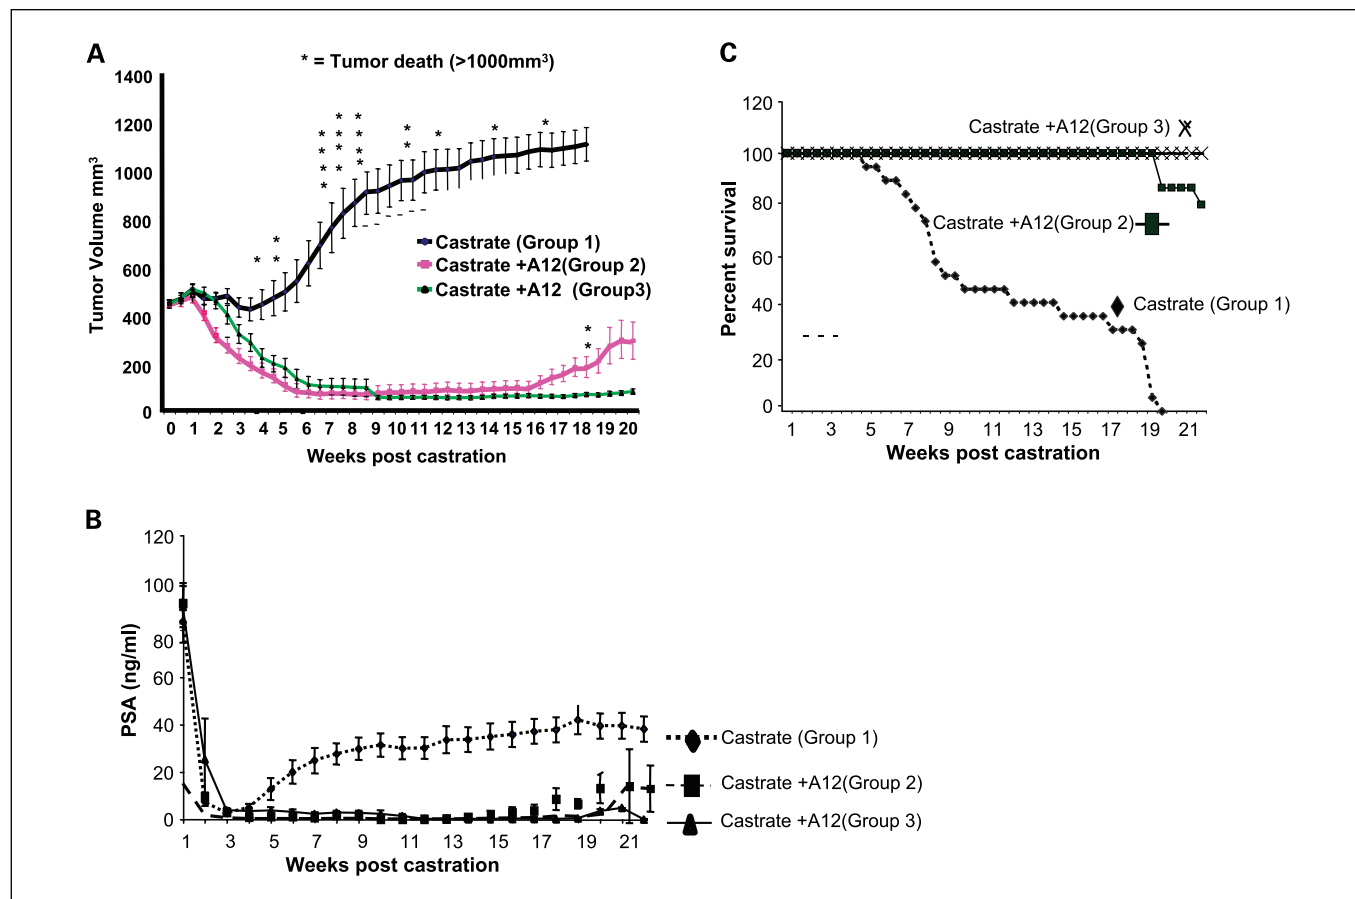 A
* = Tumor death (>1000mm³)
1400
1200
1000
800
600
400
200
0
Tumor Volume mm³
* * * * * * * * * * * * * * * * * * * * * *
Castrate (Group 1)
Castrate +A12(Group 2)
Castrate +A12 (Group3)
0 1 2 3 4 5 6 7 8 9 10 11 12 13 14 15 16 17 18 19 20
Weeks post castration
C
120
100
80
60
40
20
0
Percent survival
Castrate +A12(Group 3)
Castrate +A12(Group 2)
Castrate (Group 1)
1 3 5 7 9 11 13 15 17 19 21
Weeks post castration
B
120
100
80
60
40
20
0
PSA (ng/ml)
1 3 5 7 9 11 13 15 17 19 21
Weeks post castration
Castrate (Group 1)
Castrate +A12(Group 2)
Castrate +A12(Group 3)